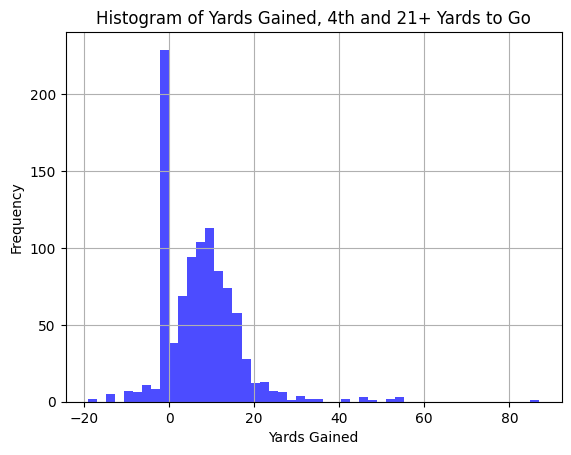 Histogram of Yards Gained, 4th and 21+ Yards to Go
200
150
100
50
0
Frequency
−20 0 20 40 60 80
Yards Gained